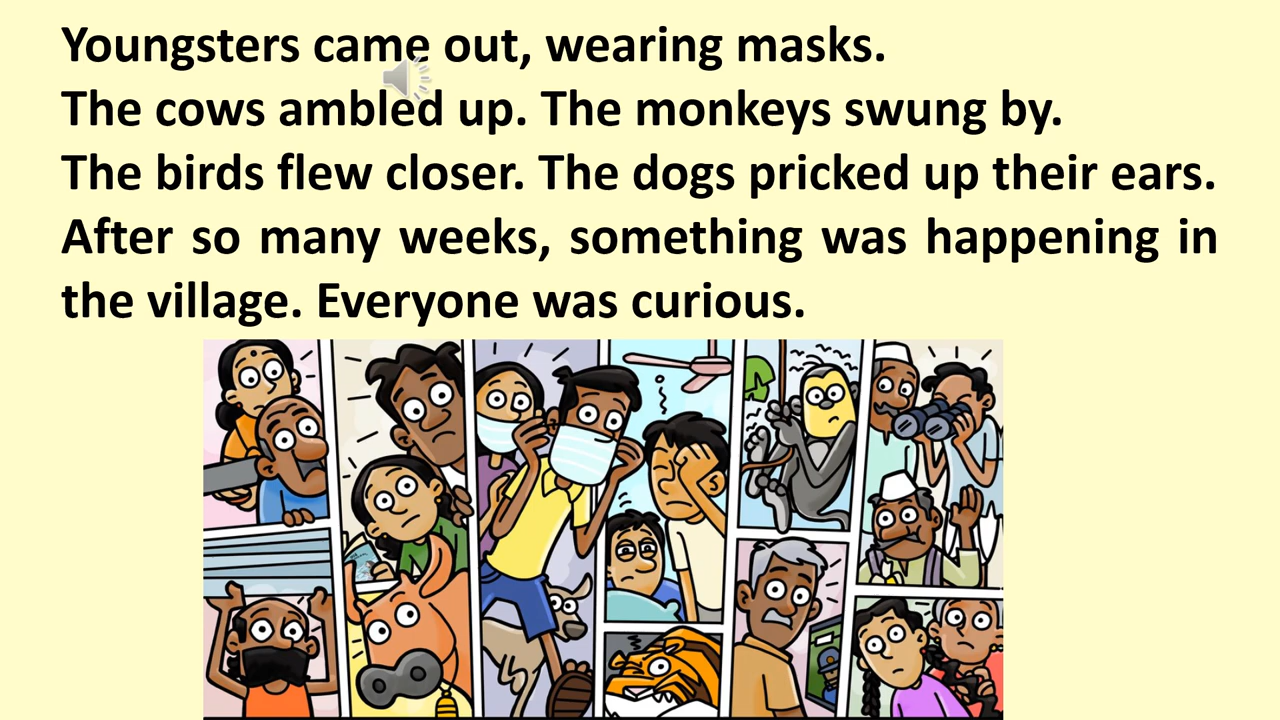 Youngsters came out, wearing masks.
The cows ambled up. The monkeys swung by.
The birds flew closer. The dogs pricked up their ears.
After so many weeks, something was happening in
the village. Everyone was curious.